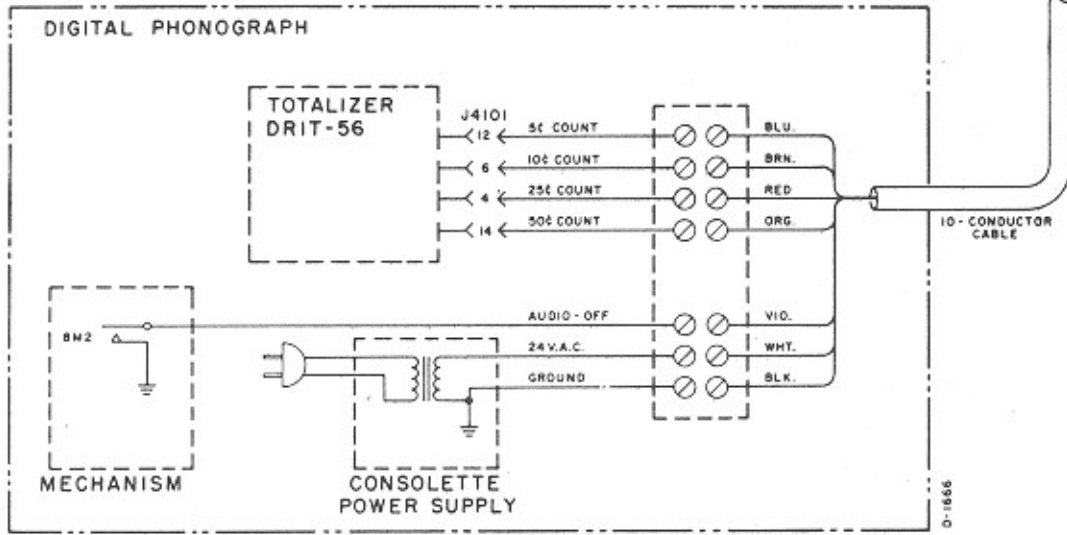 DIGITAL PHONOGRAPH
TOTALIZER
DRIT-56
J4101
12 5¢ COUNT BLU.
6 10¢ COUNT BRN.
4 25¢ COUNT RED
14 50¢ COUNT ORG.
10-CONDUCTOR
CABLE
AUDIO-OFF VIO.
8M2
24 V.A.C. WHT.
GROUND BLK.
MECHANISM
CONSOLETTE
POWER SUPPLY
D-1666